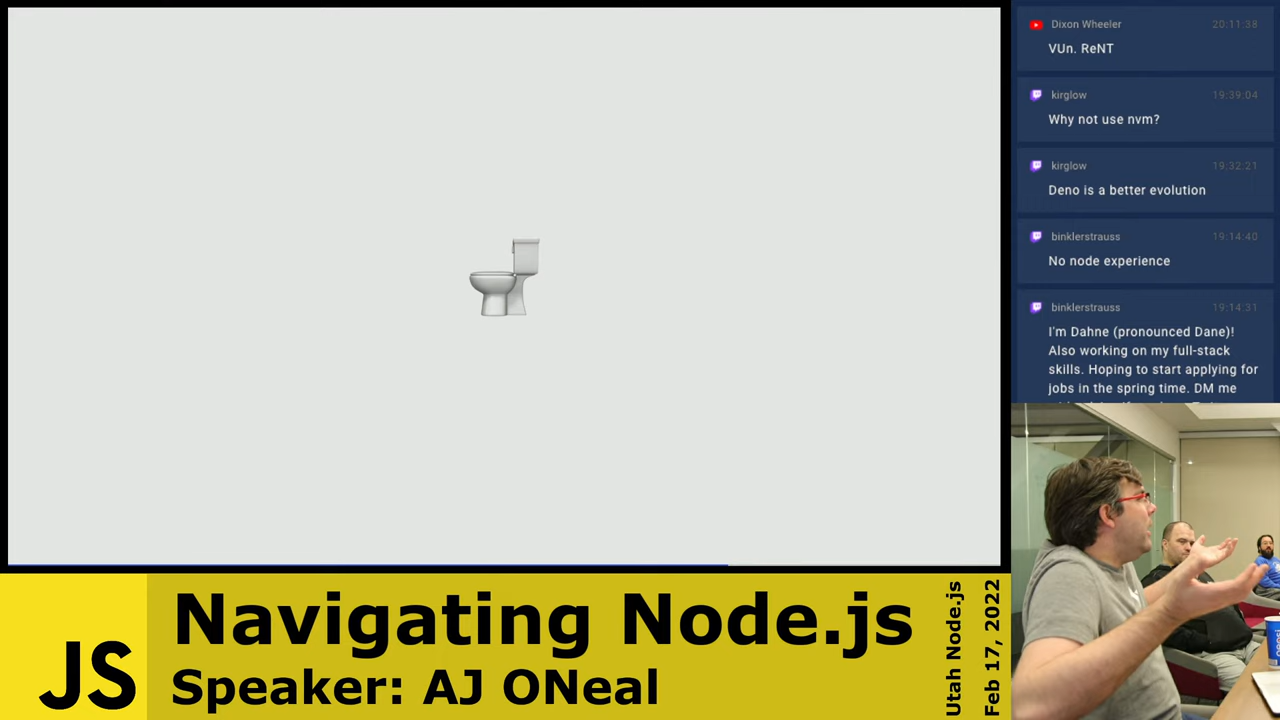 Dixon Wheeler 20:11:38
VUn. ReNT
kirglow 19:39:04
Why not use nvm?
kirglow 19:32:21
Deno is a better evolution
binklerstrauss 19:14:40
No node experience
binklerstrauss 19:14:31
I'm Dahne (pronounced Dane)!
Also working on my full-stack
skills. Hoping to start applying for
jobs in the spring time. DM me
JS
Navigating Node.js
Speaker: AJ ONeal
Utah Node.js
Feb 17, 2022